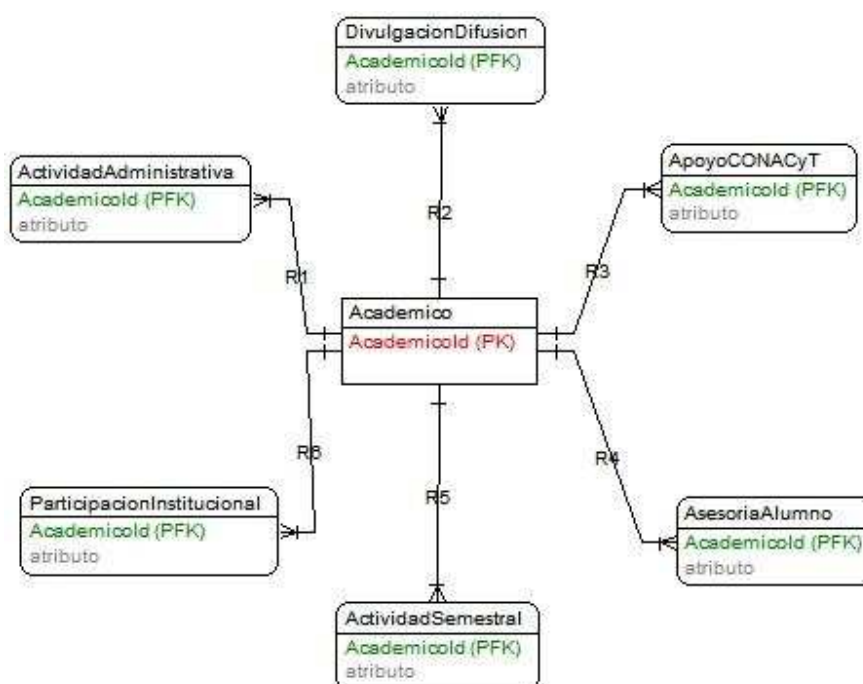 DivulgacionDifusion
AcademicoId (PFK)
atributo
ActividadAdministrativa
AcademicoId (PFK)
atributo
ApoyoCONACyT
AcademicoId (PFK)
atributo
R2
R1
R3
Academico
AcademicoId (PK)
R6
R4
R5
ParticipacionInstitucional
AcademicoId (PFK)
atributo
AsesoriaAlumno
AcademicoId (PFK)
atributo
ActividadSemestral
AcademicoId (PFK)
atributo